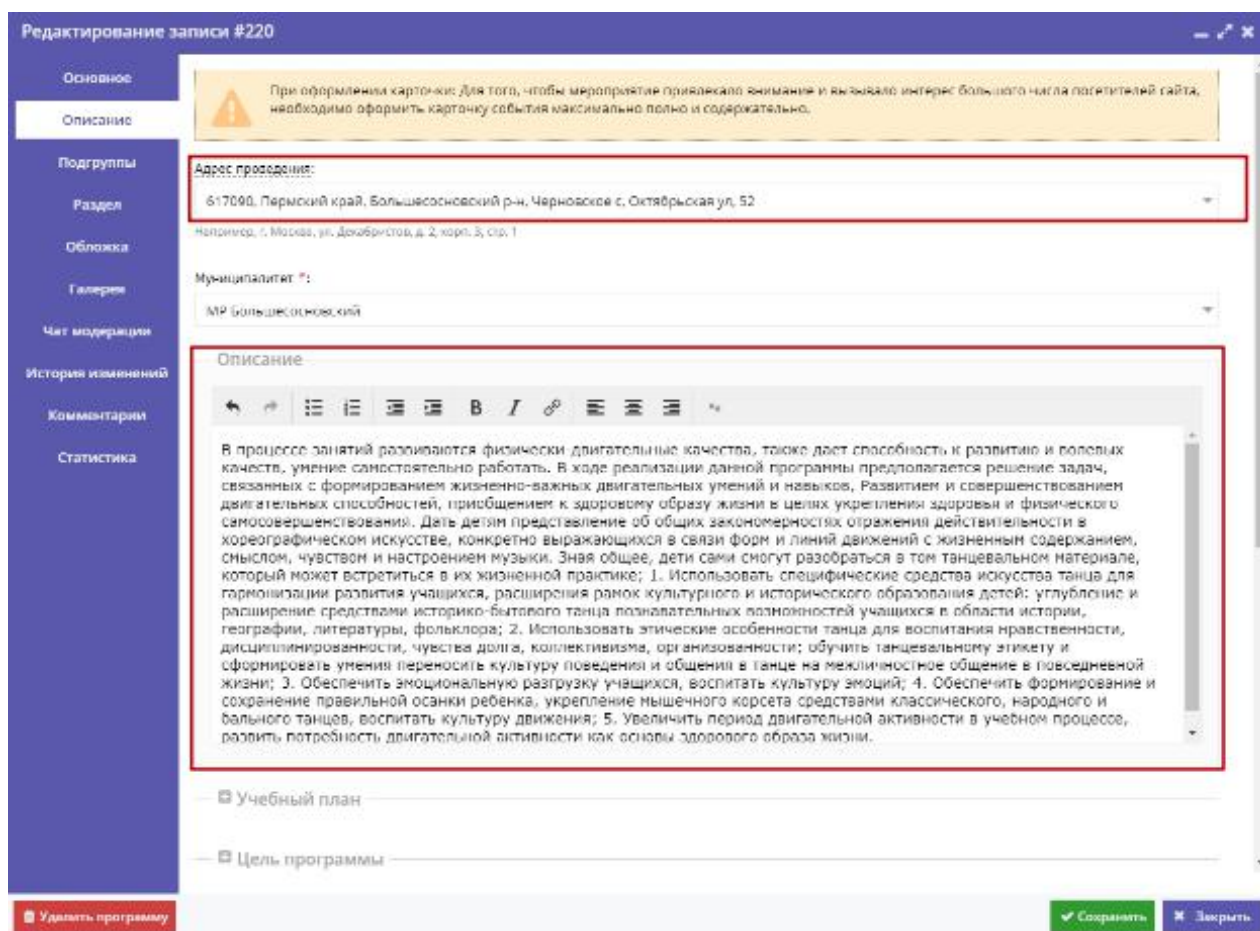 Редактирование записи #220
Основное
Описание
Подгруппы
Раздел
Обложка
Галерея
Чат модерации
История изменений
Комментарии
Статистика
При оформлении карточки: Для того, чтобы мероприятие привлекало внимание и вызывало интерес большого числа посетителей сайта,
необходимо оформить карточку события максимально полно и содержательно.
Адрес проведения:
617090, Пермский край, Большесосновский р-н, Черновское с, Октябрьская ул, 52
Например, г. Москва, ул. Декабристов, д. 2, корп. 3, стр. 1
Муниципалитет *:
МР Большесосновский
Описание
В процессе занятий развиваются физически-двигательные качества, также дает способность к развитию и волевых
качеств, умение самостоятельно работать. В ходе реализации данной программы предполагается решение задач,
связанных с формированием жизненно-важных двигательных умений и навыков, Развитием и совершенствованием
двигательных способностей, приобщением к здоровому образу жизни в целях укрепления здоровья и физического
самосовершенствования. Дать детям представление об общих закономерностях отражения действительности в
хореографическом искусстве, конкретно выражающихся в связи форм и линий движений с жизненным содержанием,
смыслом, чувством и настроением музыки. Зная общее, дети сами смогут разобраться в том танцевальном материале,
который может встретиться в их жизненной практике; 1. Использовать специфические средства искусства танца для
гармонизации развития учащихся, расширения рамок культурного и исторического образования детей: углубление и
расширение средствами историко-бытового танца познавательных возможностей учащихся в области истории,
географии, литературы, фольклора; 2. Использовать этические особенности танца для воспитания нравственности,
дисциплинированности, чувства долга, коллективизма, организованности; обучить танцевальному этикету и
сформировать умения переносить культуру поведения и общения в танце на межличностное общение в повседневной
жизни; 3. Обеспечить эмоциональную разгрузку учащихся, воспитать культуру эмоций; 4. Обеспечить формирование и
сохранение правильной осанки ребенка, укрепление мышечного корсета средствами классического, народного и
бального танцев, воспитать культуру движения; 5. Увеличить период двигательной активности в учебном процессе,
развить потребность двигательной активности как основы здорового образа жизни.
Учебный план
Цель программы
Удалить программу
Сохранить
Закрыть